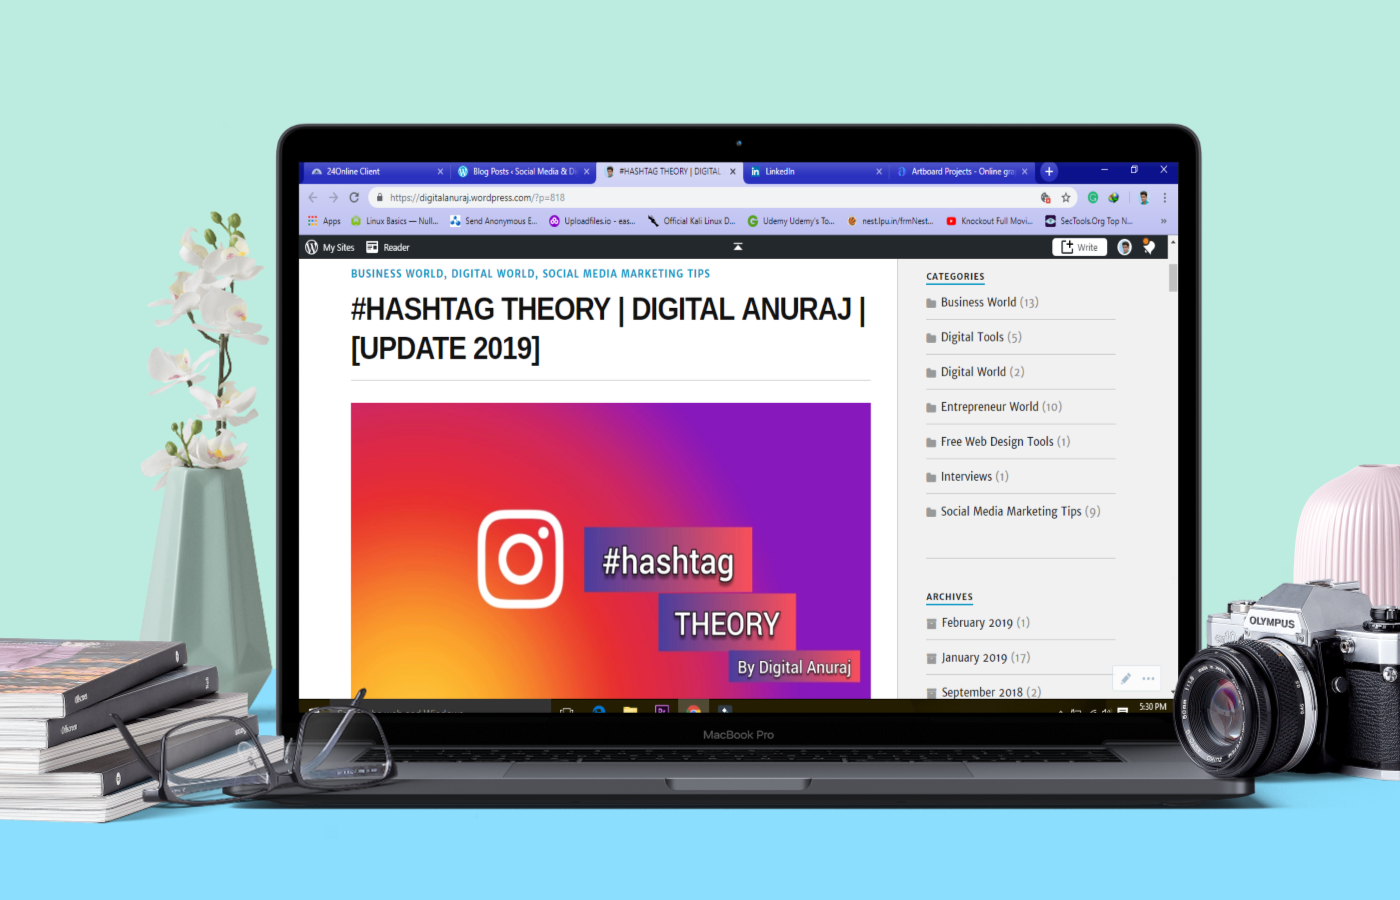 24Online Client
Blog Posts ‹ Social Media & Di
#HASHTAG THEORY | DIGITAL
LinkedIn
Artboard Projects - Online gra
https://digitalanuraj.wordpress.com/?p=818
Apps
Linux Basics — Null...
Send Anonymous E...
Uploadfiles.io - eas...
Official Kali Linux D...
Udemy Udemy's To...
nest.lpu.in/frmNest...
Knockout Full Movi...
SecTools.Org Top N...
»
My Sites
Reader
Write
BUSINESS WORLD, DIGITAL WORLD, SOCIAL MEDIA MARKETING TIPS
#HASHTAG THEORY | DIGITAL ANURAJ |
[UPDATE 2019]
#hashtag
THEORY
By Digital Anuraj
CATEGORIES
Business World (13)
Digital Tools (5)
Digital World (2)
Entrepreneur World (10)
Free Web Design Tools (1)
Interviews (1)
Social Media Marketing Tips (9)
ARCHIVES
February 2019 (1)
January 2019 (17)
September 2018 (2)
5:30 PM
MacBook Pro
OLYMPUS